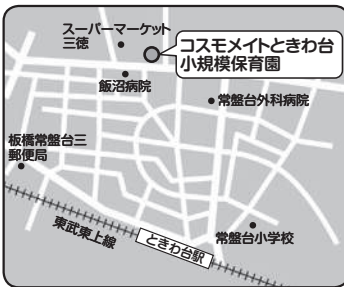 スーパーマーケット
三徳
コスモメイトときわ台
小規模保育園
飯沼病院
常盤台外科病院
板橋常盤台三
郵便局
東武東上線
ときわ台駅
常盤台小学校